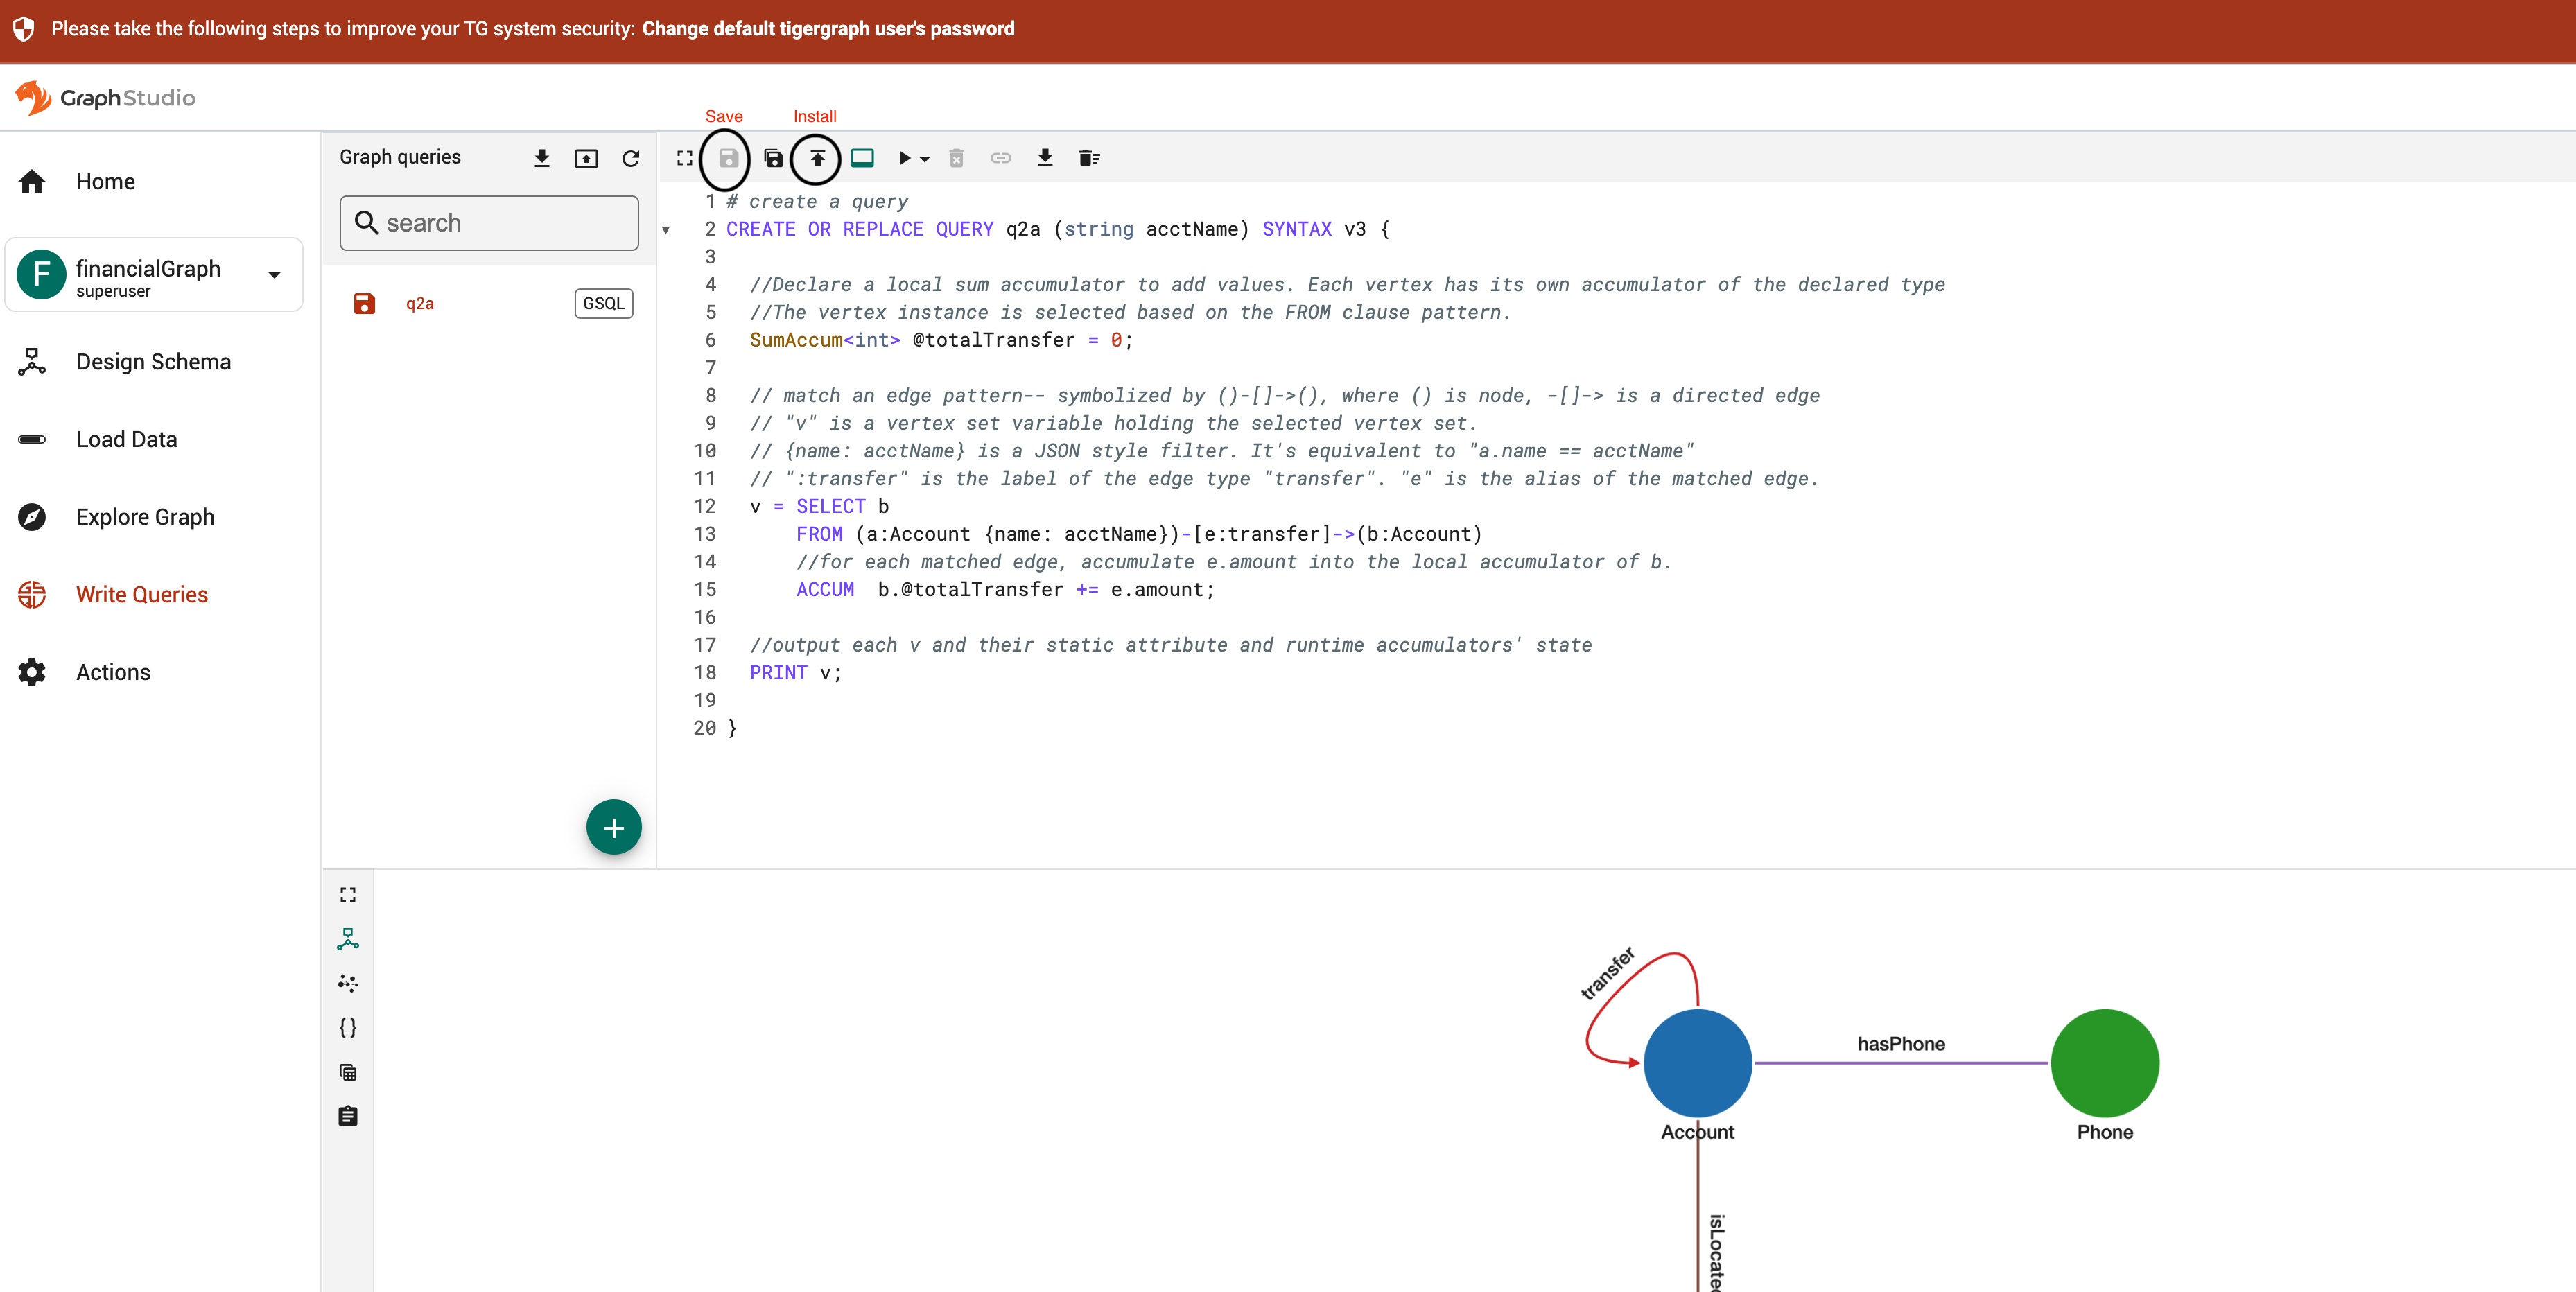 Please take the following steps to improve your TG system security: Change default tigergraph user's password
GraphStudio
Save
Install
Home
F
financialGraph
superuser
Design Schema
Load Data
Explore Graph
Write Queries
Actions
Graph queries
search
q2a
GSQL
+
1 # create a query
2 CREATE OR REPLACE QUERY q2a (string acctName) SYNTAX v3 {
3
4 //Declare a local sum accumulator to add values. Each vertex has its own accumulator of the declared type
5 //The vertex instance is selected based on the FROM clause pattern.
6 SumAccum<int> @totalTransfer = 0;
7
8 // match an edge pattern-- symbolized by ()-[]->(), where () is node, -[]-> is a directed edge
9 // "v" is a vertex set variable holding the selected vertex set.
10 // {name: acctName} is a JSON style filter. It's equivalent to "a.name == acctName"
11 // ":transfer" is the label of the edge type "transfer". "e" is the alias of the matched edge.
12 v = SELECT b
13 FROM (a:Account {name: acctName})-[e:transfer]->(b:Account)
14 //for each matched edge, accumulate e.amount into the local accumulator of b.
15 ACCUM  b.@totalTransfer += e.amount;
16
17 //output each v and their static attribute and runtime accumulators' state
18 PRINT v;
19
20 }
{}
transfer
hasPhone
Account
Phone
isLocated